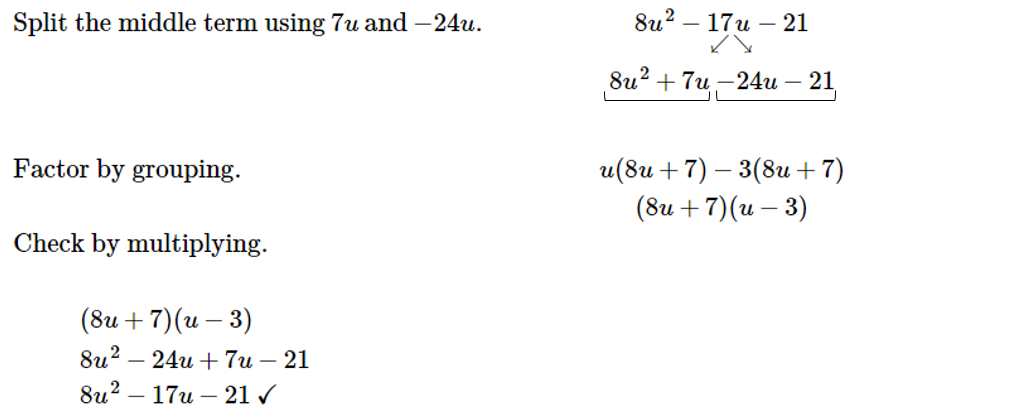 Split the middle term using 7u and −24u.
8u² − 17u − 21
↙↘
8u² + 7u −24u − 21
Factor by grouping.
u(8u + 7) − 3(8u + 7)
(8u + 7)(u − 3)
Check by multiplying.
(8u + 7)(u − 3)
8u² − 24u + 7u − 21
8u² − 17u − 21 ✓